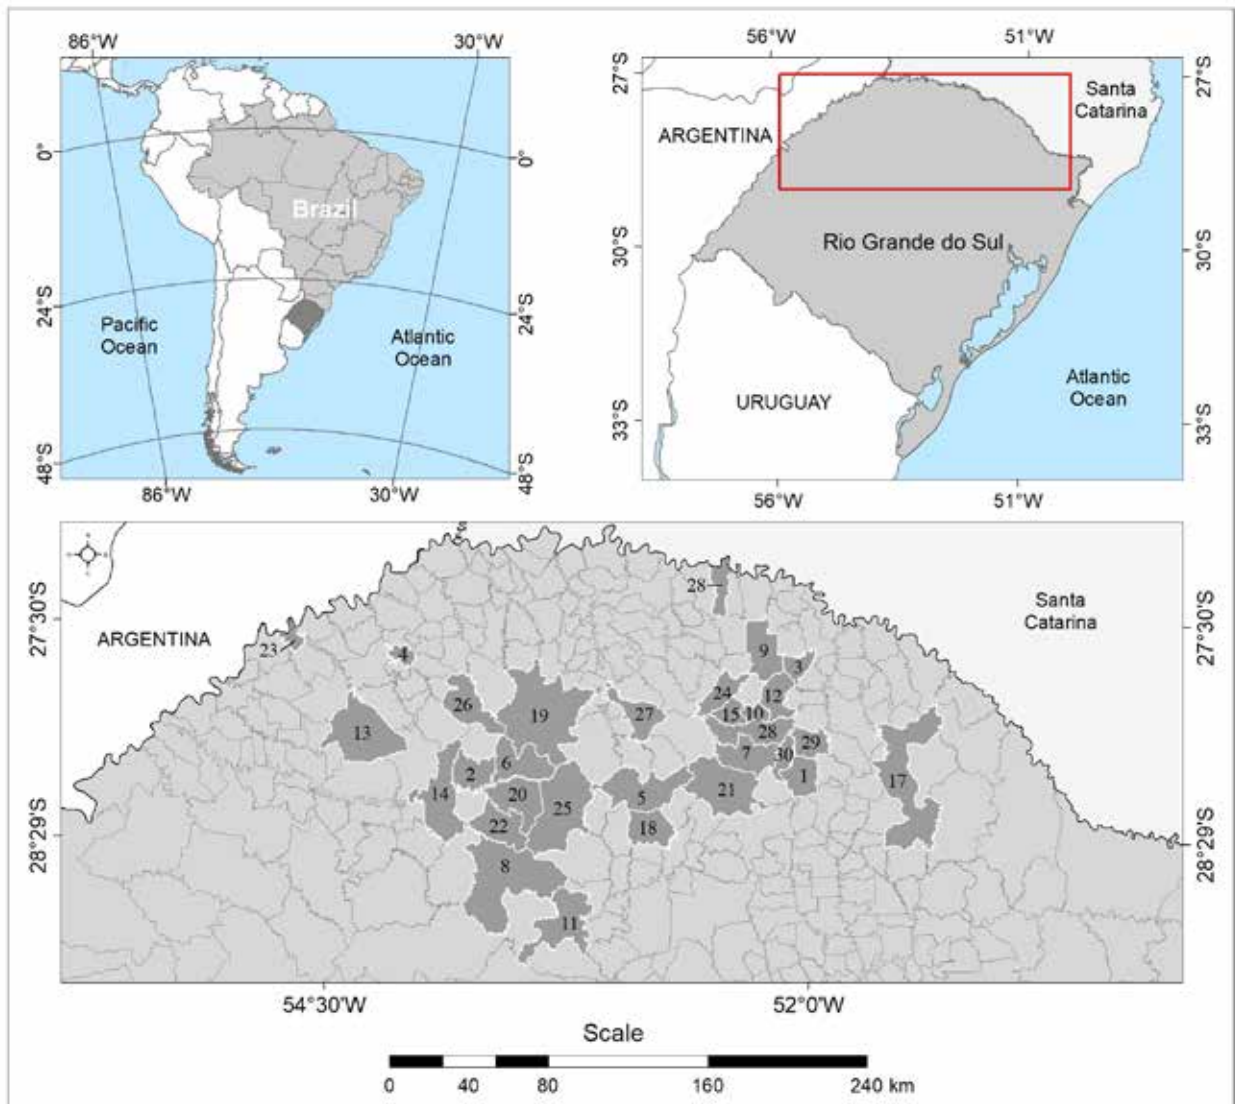 86°W
30°W
0°
0°
Brazil
24°S
24°S
Pacific
Ocean
Atlantic
Ocean
48°S
48°S
86°W
30°W
56°W
51°W
27°S
27°S
Santa
Catarina
ARGENTINA
Rio Grande do Sul
30°S
30°S
URUGUAY
Atlantic
Ocean
33°S
33°S
56°W
51°W
27°30'S
27°30'S
ARGENTINA
Santa
Catarina
28
23
4
9
3
26
19
27
24
12
13
15
10
28
29
7
30
2
6
14
20
25
5
21
1
17
22
18
8
11
28°29'S
28°29'S
54°30'W
52°0'W
Scale
0 40 80 160 240 km